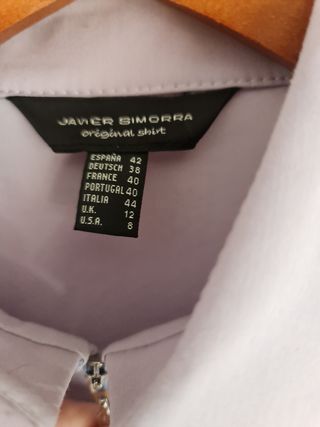 JAVIER SIMORRA
original shirt
ESPAÑA 42
DEUTSCH 38
FRANCE 40
PORTUGAL 40
ITALIA 44
U.K. 12
U.S.A. 8